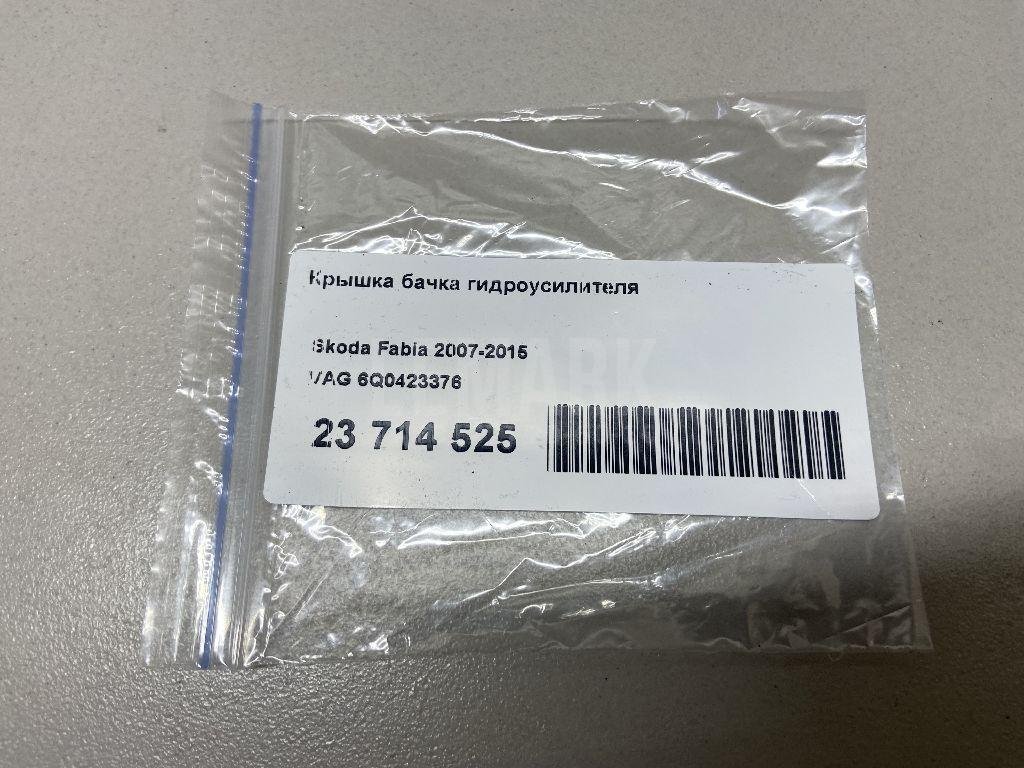 Крышка бачка гидроусилителя
Skoda Fabia 2007-2015
VAG 6Q0423376
23 714 525